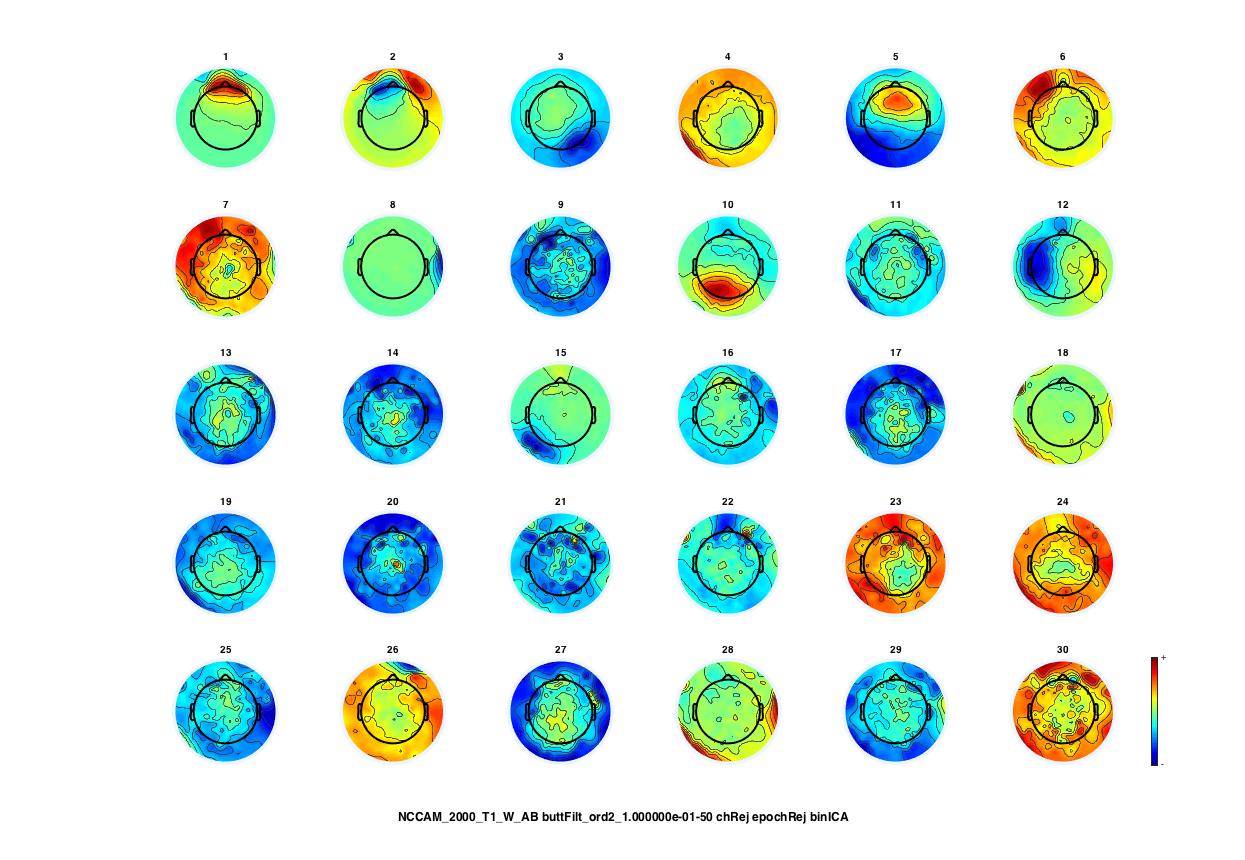 1 2 3 4 5 6
7 8 9 10 11 12
13 14 15 16 17 18
19 20 21 22 23 24
25 26 27 28 29 30
+
-
NCCAM_2000_T1_W_AB buttFilt_ord2_1.000000e-01-50 chRej epochRej binICA